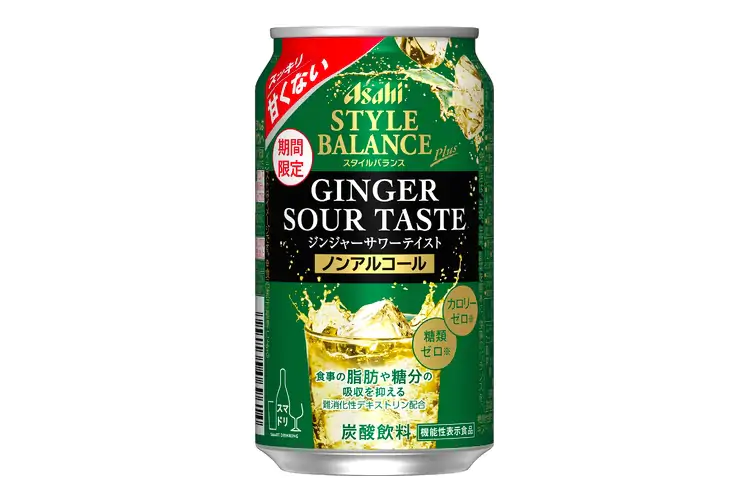 スッキリ
甘くない
Asahi
STYLE
BALANCE
Plus
スタイルバランス
期間
限定
GINGER
SOUR TASTE
ジンジャーサワーテイスト
ノンアルコール
カロリー
ゼロ※
糖類
ゼロ※
食事の脂肪や糖分の
吸収を抑える
難消化性デキストリン配合
スマ
ドリ
SMART DRINKING
炭酸飲料
機能性表示食品